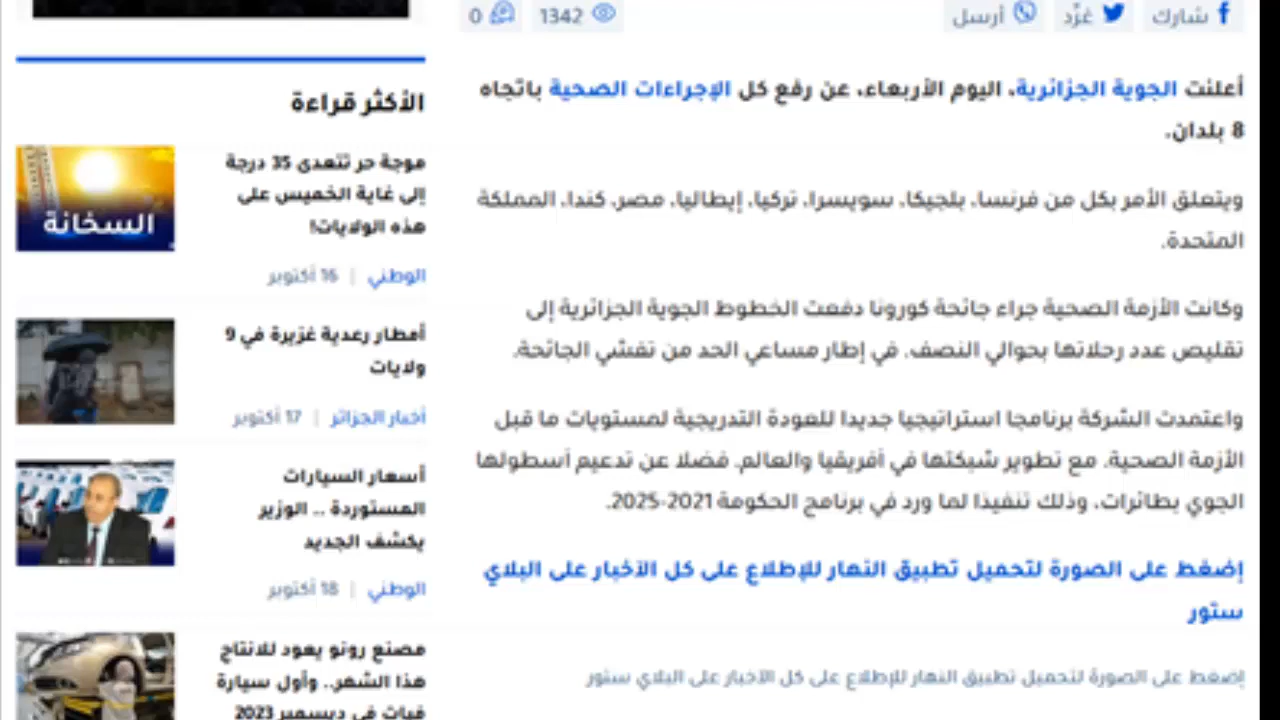 شارك
غرّد
أرسل
1342
0
أعلنت الجوية الجزائرية، اليوم الأربعاء، عن رفع كل الإجراءات الصحية باتجاه
8 بلدان.
ويتعلق الأمر بكل من فرنسا، بلجيكا، سويسرا، تركيا، إيطاليا، مصر، كندا، المملكة
المتحدة.
وكانت الأزمة الصحية جراء جائحة كورونا دفعت الخطوط الجوية الجزائرية إلى
تقليص عدد رحلاتها بحوالي النصف، في إطار مساعي الحد من تفشي الجائحة.
واعتمدت الشركة برنامجا استراتيجيا جديدا للعودة التدريجية لمستويات ما قبل
الأزمة الصحية، مع تطوير شبكتها في أفريقيا والعالم، فضلا عن تدعيم أسطولها
الجوي بطائرات، وذلك تنفيذا لما ورد في برنامج الحكومة 2021-2025.
إضغط على الصورة لتحميل تطبيق النهار للإطلاع على كل الآخبار على البلاي
ستور
إضغط على الصورة لتحميل تطبيق النهار للإطلاع على كل الآخبار على البلاي ستور
الأكثر قراءة
موجة حر تتعدى 35 درجة
إلى غاية الخميس على
هذه الولايات!
الوطني | 16 أكتوبر
السخانة
أمطار رعدية غزيرة في 9
ولايات
أخبار الجزائر | 17 أكتوبر
أسعار السيارات
المستوردة .. الوزير
يكشف الجديد
الوطني | 18 أكتوبر
مصنع رونو يعود للانتاج
هذا الشهر.. وأول سيارة
فيات في ديسمبر 2023